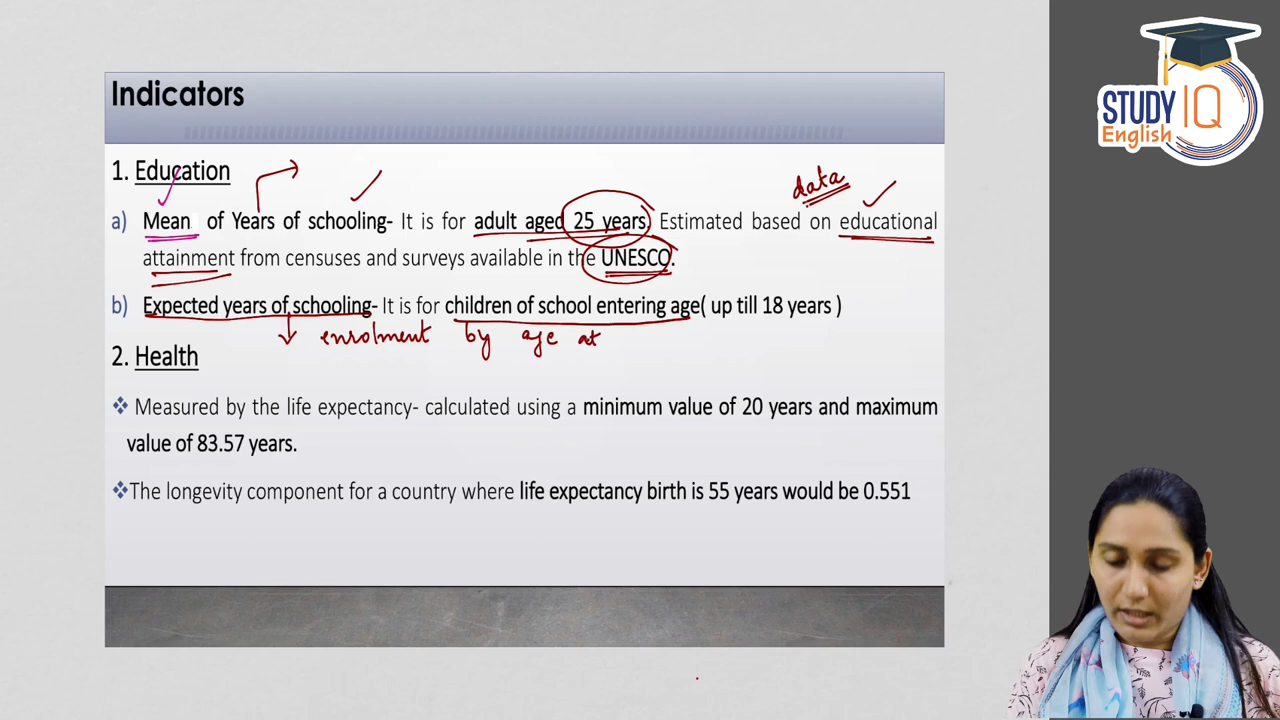 STUDY IQ
English
Indicators
1. Education
data
a) Mean of Years of schooling- It is for adult aged 25 years. Estimated based on educational
attainment from censuses and surveys available in the UNESCO.
b) Expected years of schooling- It is for children of school entering age( up till 18 years )
enrolment by age at
2. Health
❖ Measured by the life expectancy- calculated using a minimum value of 20 years and maximum
value of 83.57 years.
❖The longevity component for a country where life expectancy birth is 55 years would be 0.551